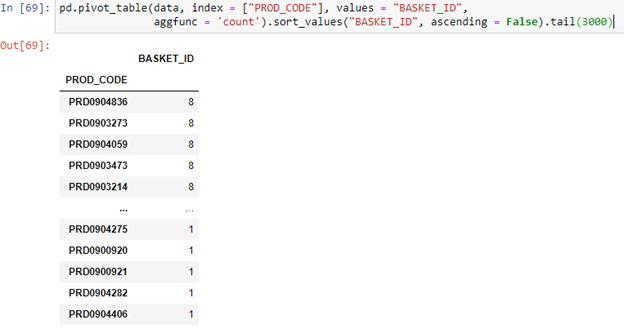 In [69]: pd.pivot_table(data, index = ["PROD_CODE"], values = "BASKET_ID",
aggfunc = 'count').sort_values("BASKET_ID", ascending = False).tail(3000)
Out[69]:
BASKET_ID
PROD_CODE
PRD0904836 8
PRD0903273 8
PRD0904059 8
PRD0903473 8
PRD0903214 8
... ...
PRD0904275 1
PRD0900920 1
PRD0900921 1
PRD0904282 1
PRD0904406 1